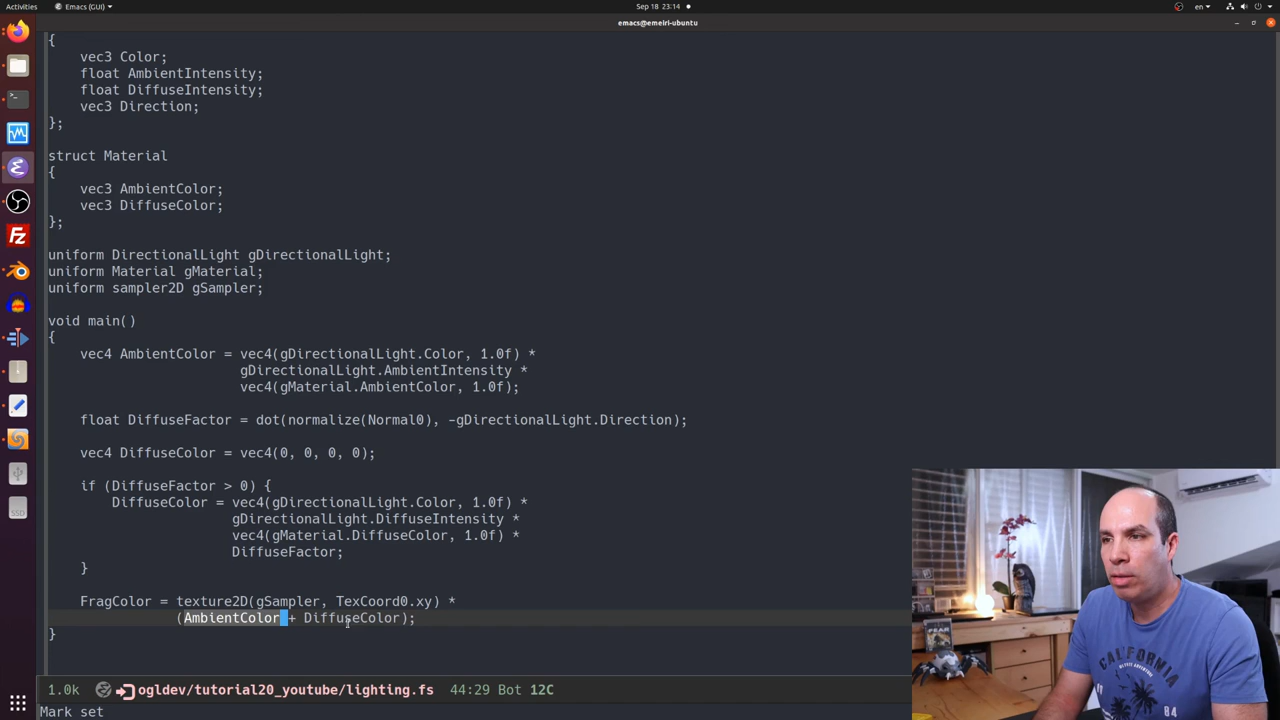 Activities
Emacs (GUI)
Sep 18 23:14
en
emacs@emeiri-ubuntu
{
vec3 Color;
float AmbientIntensity;
float DiffuseIntensity;
vec3 Direction;
};
struct Material
{
vec3 AmbientColor;
vec3 DiffuseColor;
};
uniform DirectionalLight gDirectionalLight;
uniform Material gMaterial;
uniform sampler2D gSampler;
void main()
{
vec4 AmbientColor = vec4(gDirectionalLight.Color, 1.0f) *
gDirectionalLight.AmbientIntensity *
vec4(gMaterial.AmbientColor, 1.0f);
float DiffuseFactor = dot(normalize(Normal0), -gDirectionalLight.Direction);
vec4 DiffuseColor = vec4(0, 0, 0, 0);
if (DiffuseFactor > 0) {
DiffuseColor = vec4(gDirectionalLight.Color, 1.0f) *
gDirectionalLight.DiffuseIntensity *
vec4(gMaterial.DiffuseColor, 1.0f) *
DiffuseFactor;
}
FragColor = texture2D(gSampler, TexCoord0.xy) *
(AmbientColor + DiffuseColor);
}
1.0k ogldev/tutorial20_youtube/lighting.fs 44:29 Bot 12C
Mark set
Fz
SSD
CALIFORNIA
84